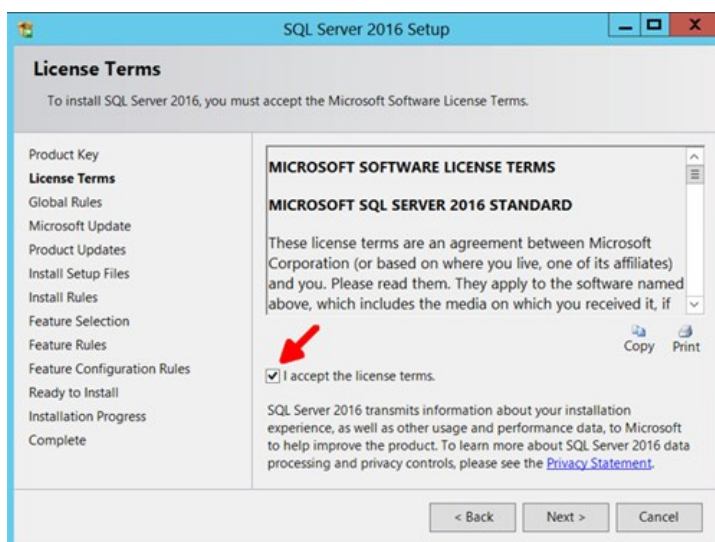 SQL Server 2016 Setup
License Terms
To install SQL Server 2016, you must accept the Microsoft Software License Terms.
Product Key
License Terms
Global Rules
Microsoft Update
Product Updates
Install Setup Files
Install Rules
Feature Selection
Feature Rules
Feature Configuration Rules
Ready to Install
Installation Progress
Complete
MICROSOFT SOFTWARE LICENSE TERMS
MICROSOFT SQL SERVER 2016 STANDARD
These license terms are an agreement between Microsoft
Corporation (or based on where you live, one of its affiliates)
and you. Please read them. They apply to the software named
above, which includes the media on which you received it, if
Copy Print
I accept the license terms.
SQL Server 2016 transmits information about your installation
experience, as well as other usage and performance data, to Microsoft
to help improve the product. To learn more about SQL Server 2016 data
processing and privacy controls, please see the Privacy Statement.
< Back Next > Cancel